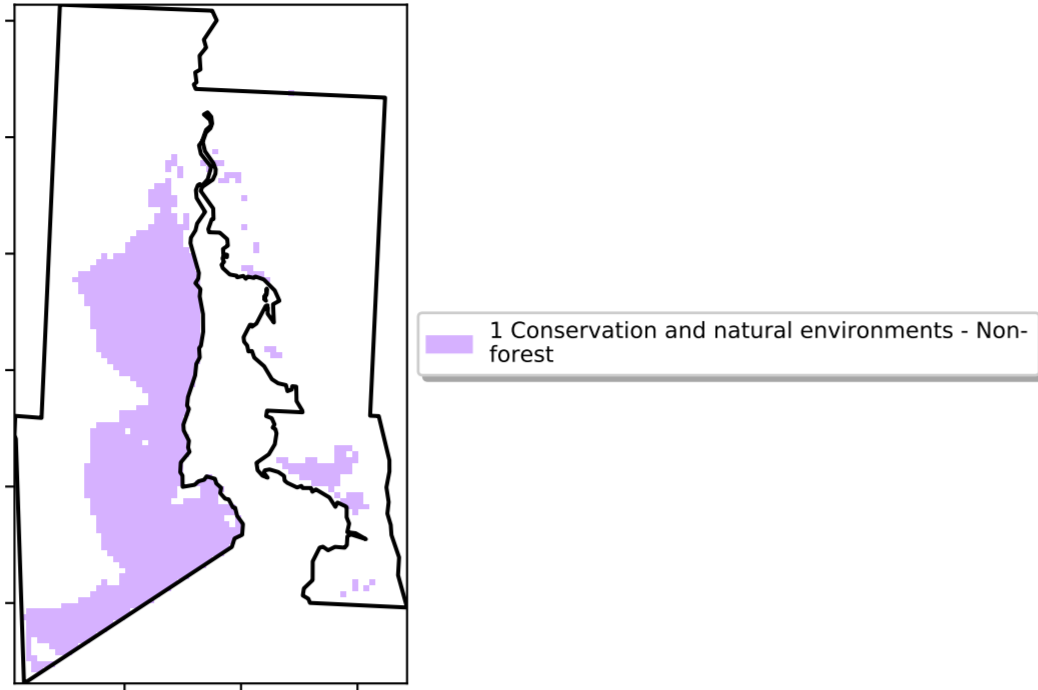 1 Conservation and natural environments - Non-
forest